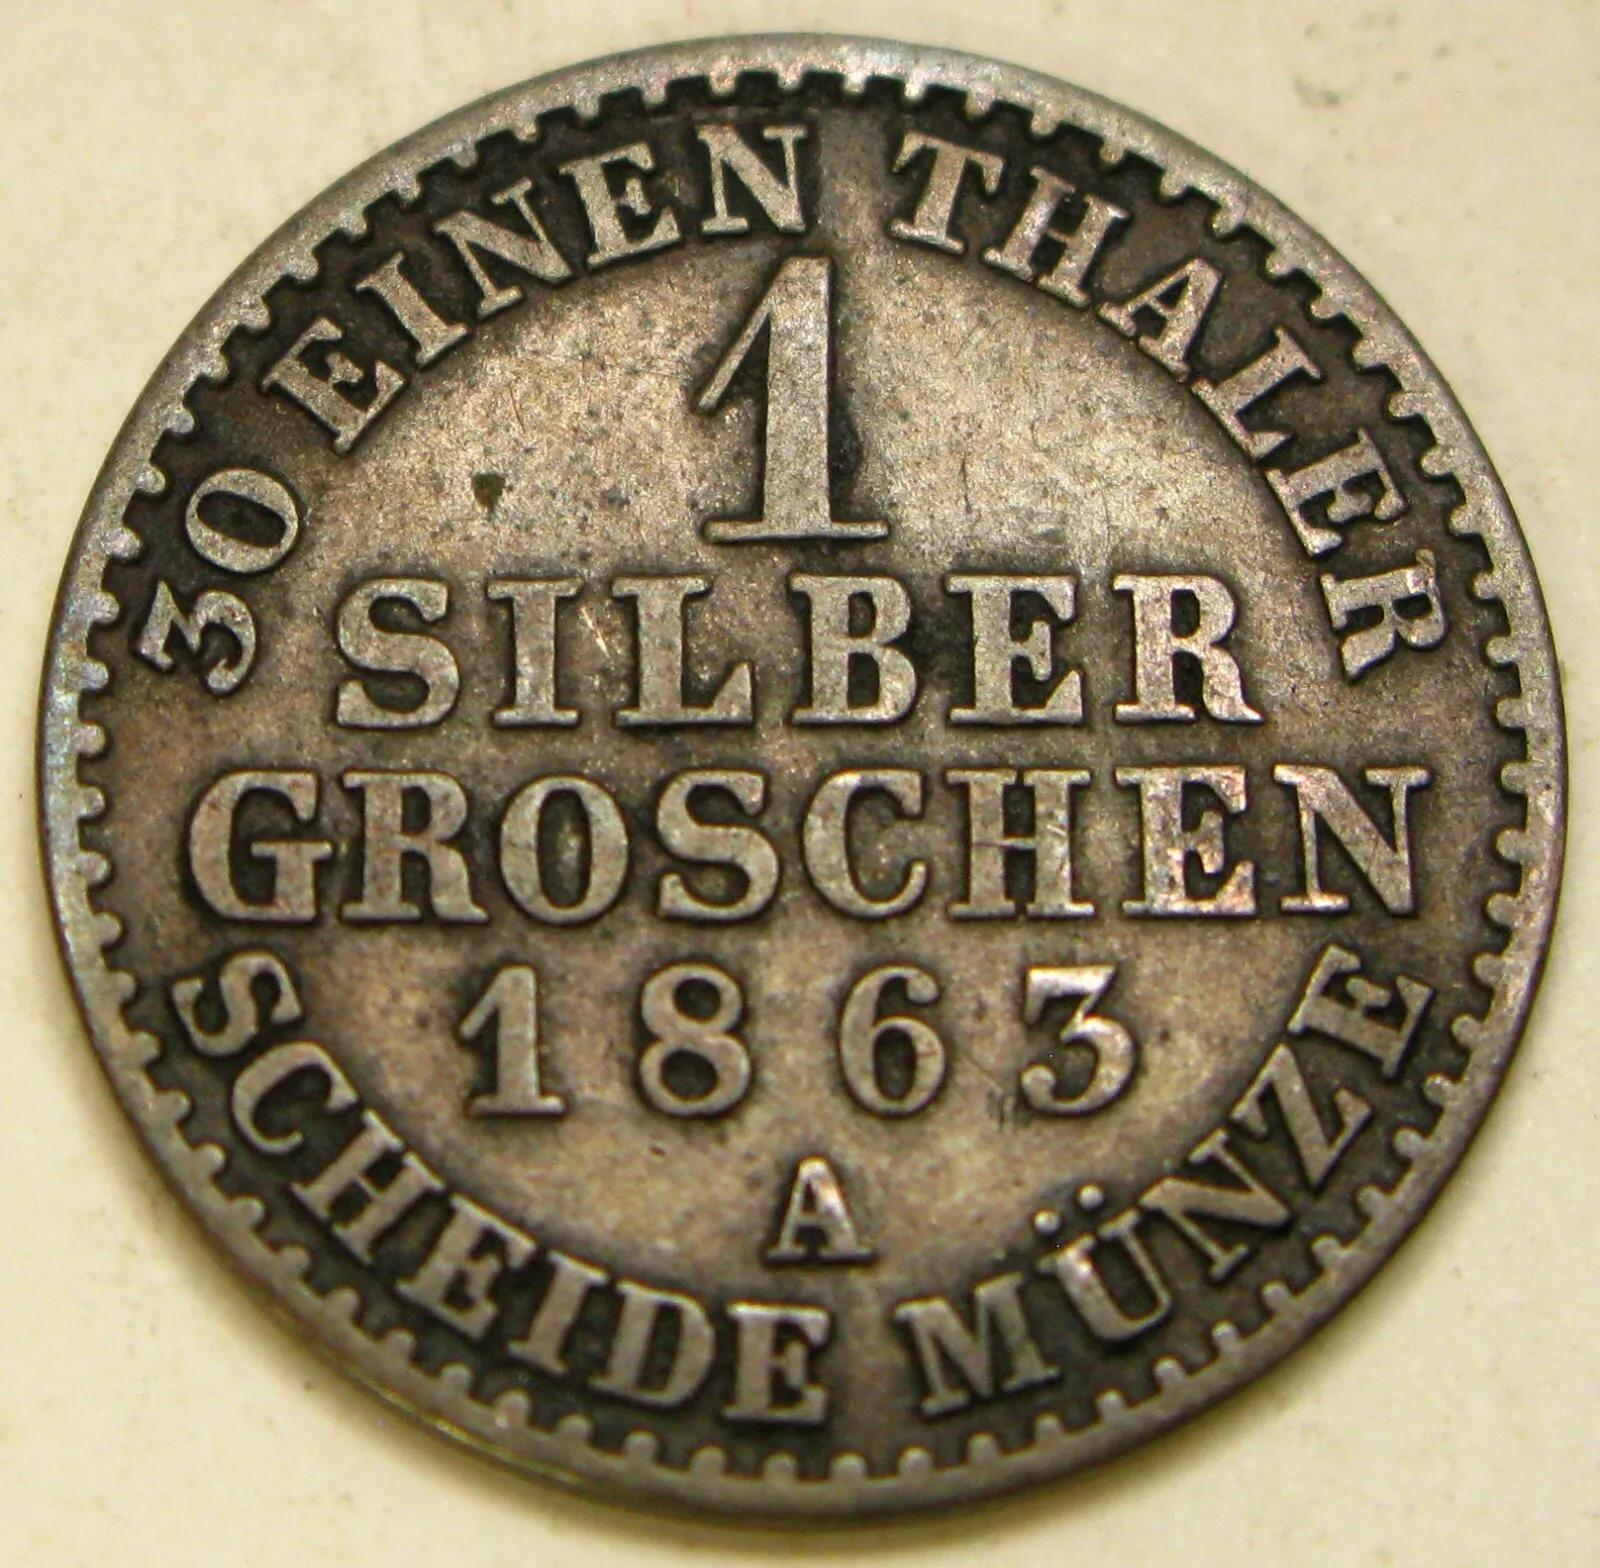 30 EINEN THALER
1
SILBER
GROSCHEN
1863
A
SCHEIDE MÜNZE